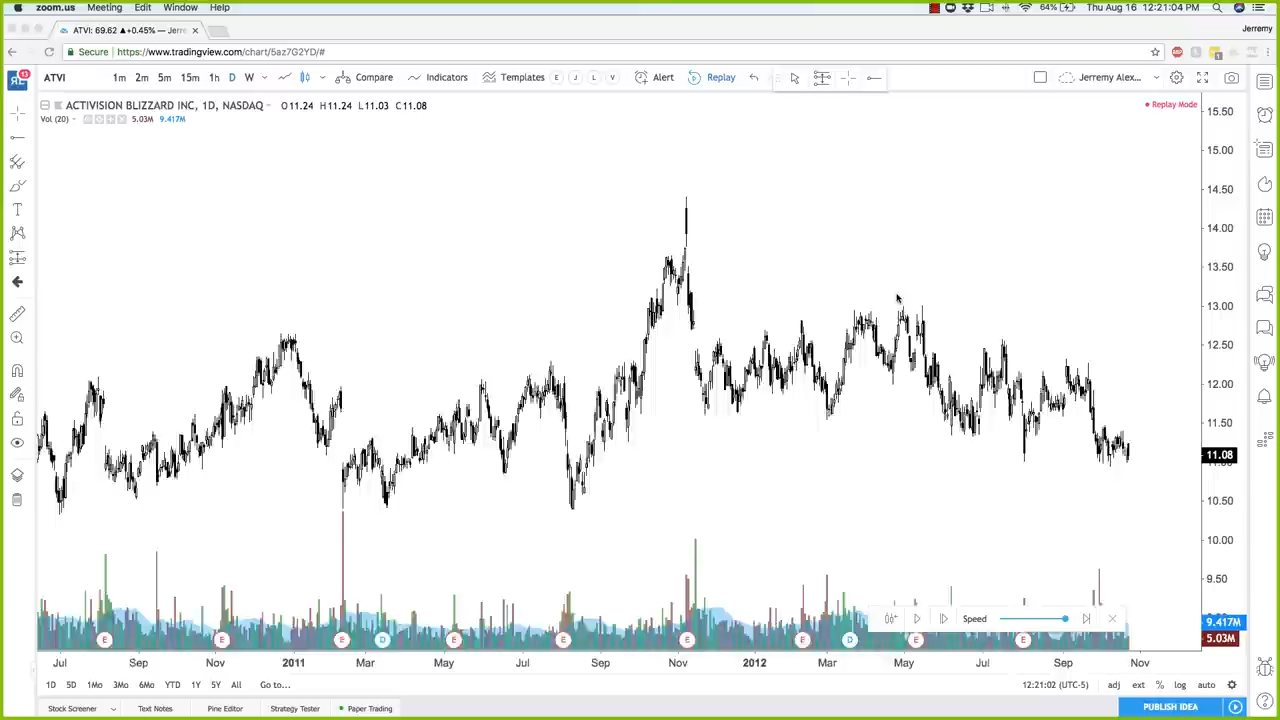 zoom.us Meeting Edit Window Help 64% Thu Aug 16 12:21:04 PM
ATVI: 69.62 ▲+0.45% — Jerre Jerremy
Secure https://www.tradingview.com/chart/5az7G2YD/#
13 ATVI 1m 2m 5m 15m 1h D W Compare Indicators Templates E J L V Alert Replay Jerremy Alex...
ACTIVISION BLIZZARD INC, 1D, NASDAQ O11.24 H11.24 L11.03 C11.08 Replay Mode
Vol (20) 5.03M 9.417M
15.50
15.00
14.50
14.00
13.50
13.00
12.50
12.00
11.50
11.08
10.50
10.00
9.50
Speed
9.417M
5.03M
E E E D E E E E D E E
Jul Sep Nov 2011 Mar May Jul Sep Nov 2012 Mar May Jul Sep Nov
1D 5D 1Mo 3Mo 6Mo YTD 1Y 5Y All Go to... 12:21:02 (UTC-5) adj ext % log auto
Stock Screener Text Notes Pine Editor Strategy Tester Paper Trading PUBLISH IDEA